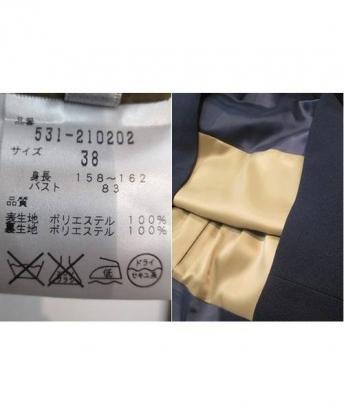 品番
531-210202
サイズ
38
身長 158～162
バスト 83
品質
表生地 ポリエステル 100%
裏生地 ポリエステル 100%
低
ドライ
セキユ系